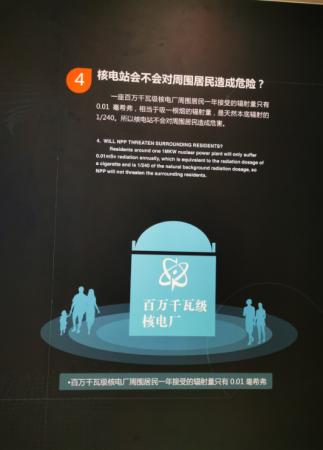 4
核电站会不会对周围居民造成危险？
一座百万千瓦级核电厂周围居民一年接受的辐射量只有
0.01 毫希弗，相当于吸一根烟的辐射量，是天然本底辐射的
1/240。所以核电站不会对周围居民造成危害。
4. WILL NPP THREATEN SURROUNDING RESIDENTS?
Residents around one 1MKW nuclear power plant will only suffer
0.01mSv radiation annually, which is equivalent to the radiation dosage of
a cigarette and is 1/240 of the natural background radiation dosage, so
NPP will not threaten the surrounding residents.
百万千瓦级
核电厂
•百万千瓦级核电厂周围居民一年接受的辐射量只有 0.01 毫希弗